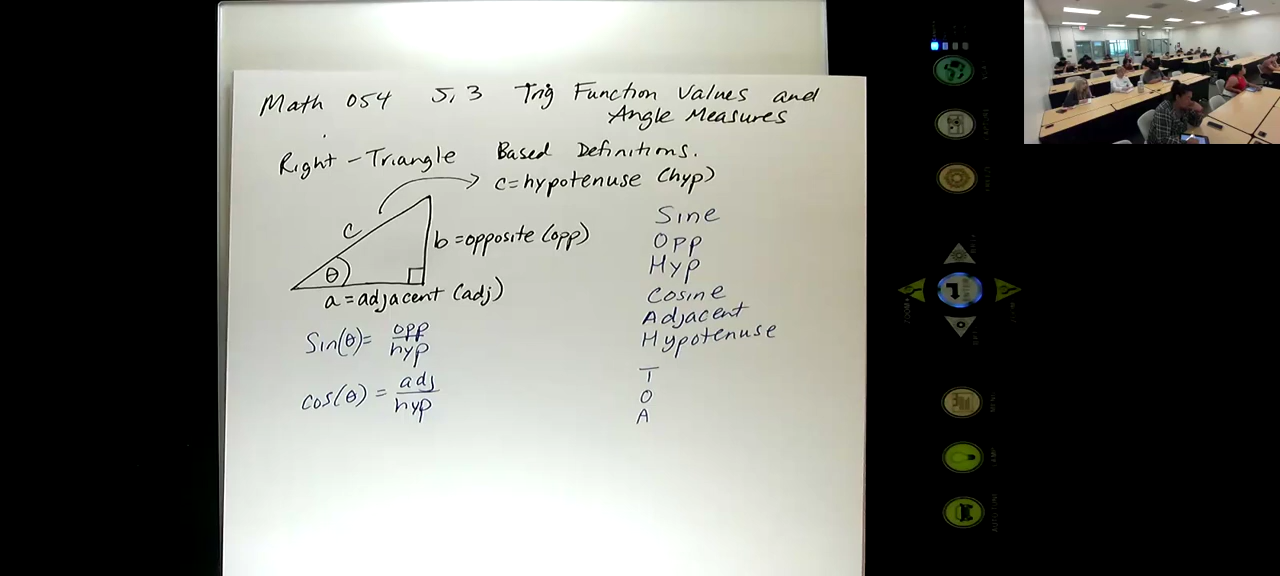 Math 054 5.3 Trig Function Values and
Angle Measures
Right-Triangle Based Definitions.
c=hypotenuse (hyp)
c
b=opposite (opp)
θ
a=adjacent (adj)
Sin(θ)= opp/hyp
cos(θ) = adj/hyp
Sine
Opp
Hyp
Cosine
Adjacent
Hypotenuse
T
O
A